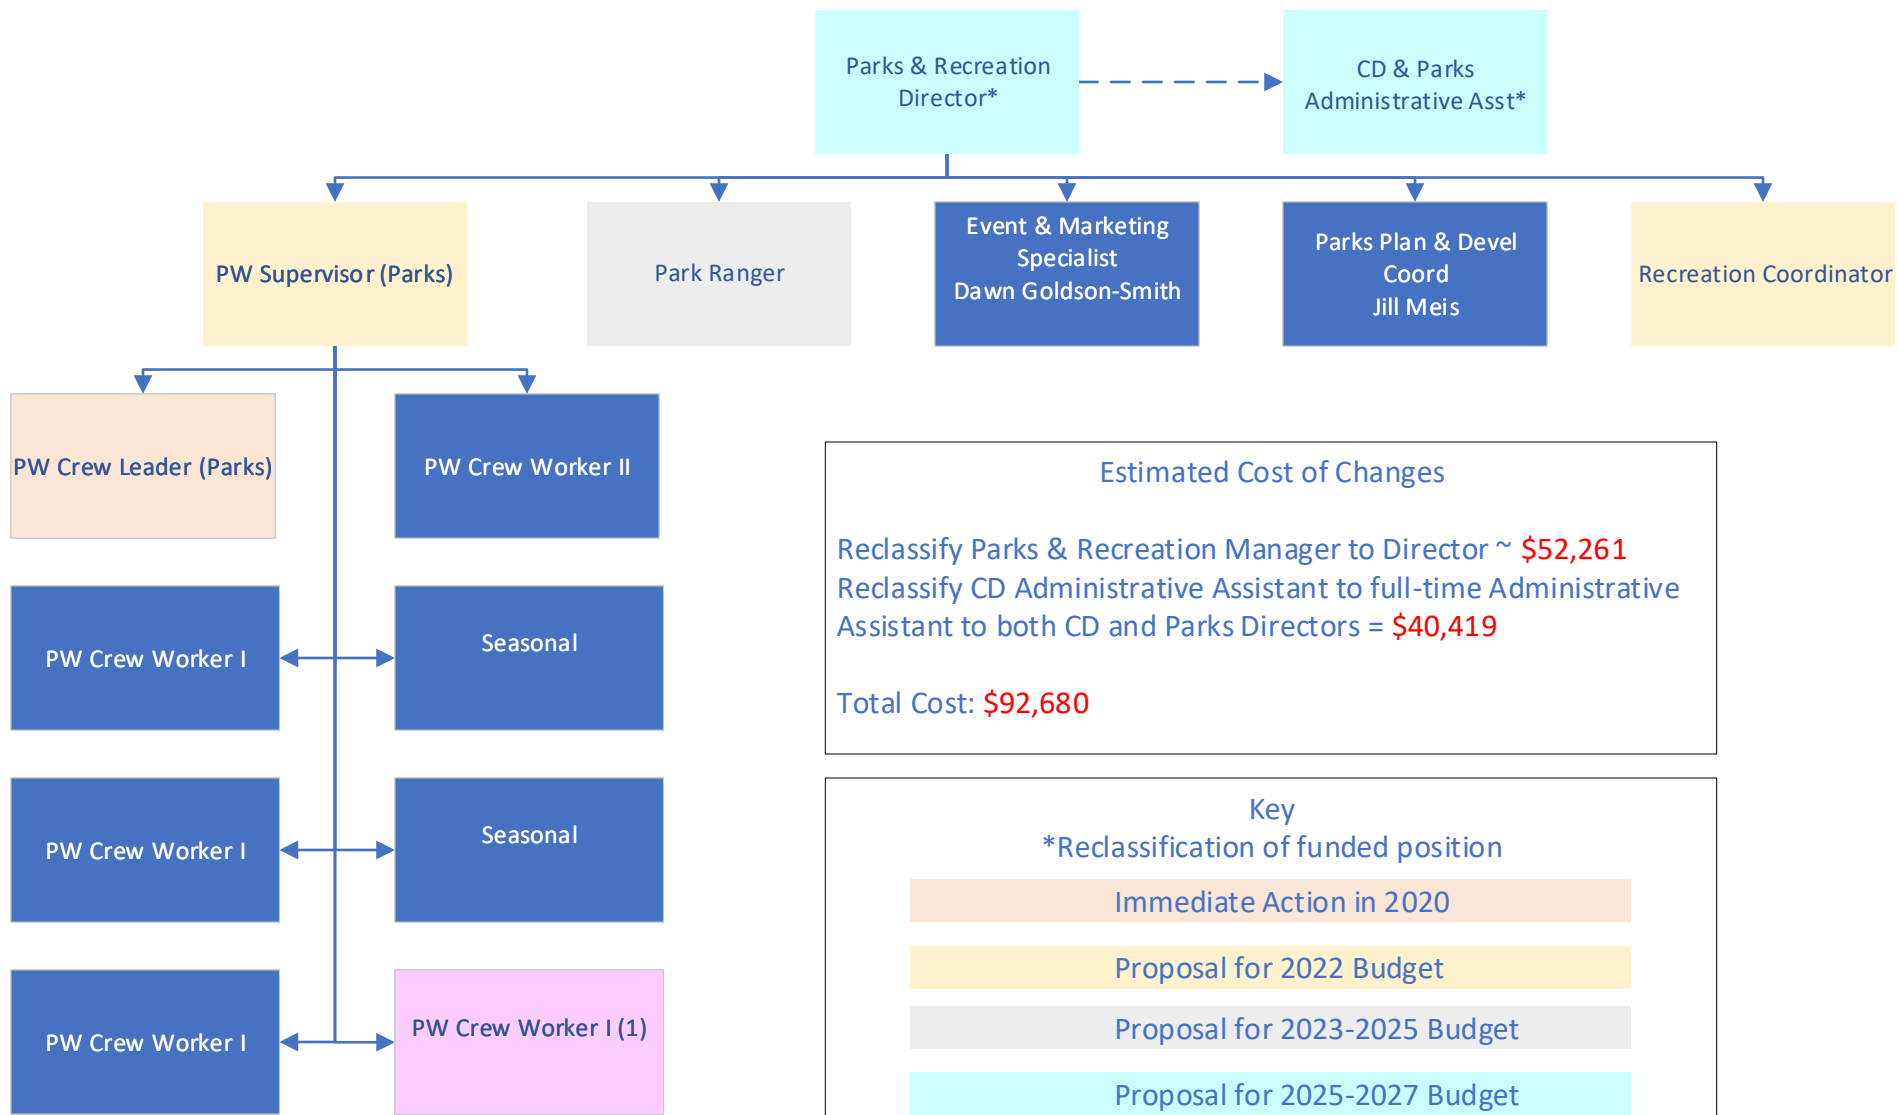 Parks & Recreation
Director*
CD & Parks
Administrative Asst*
PW Supervisor (Parks)
Park Ranger
Event & Marketing
Specialist
Dawn Goldson-Smith
Parks Plan & Devel
Coord
Jill Meis
Recreation Coordinator
PW Crew Leader (Parks)
PW Crew Worker II
PW Crew Worker I
Seasonal
PW Crew Worker I
Seasonal
PW Crew Worker I
PW Crew Worker I (1)
Estimated Cost of Changes
Reclassify Parks & Recreation Manager to Director ~ $52,261
Reclassify CD Administrative Assistant to full-time Administrative
Assistant to both CD and Parks Directors = $40,419
Total Cost: $92,680
Key
*Reclassification of funded position
Immediate Action in 2020
Proposal for 2022 Budget
Proposal for 2023-2025 Budget
Proposal for 2025-2027 Budget